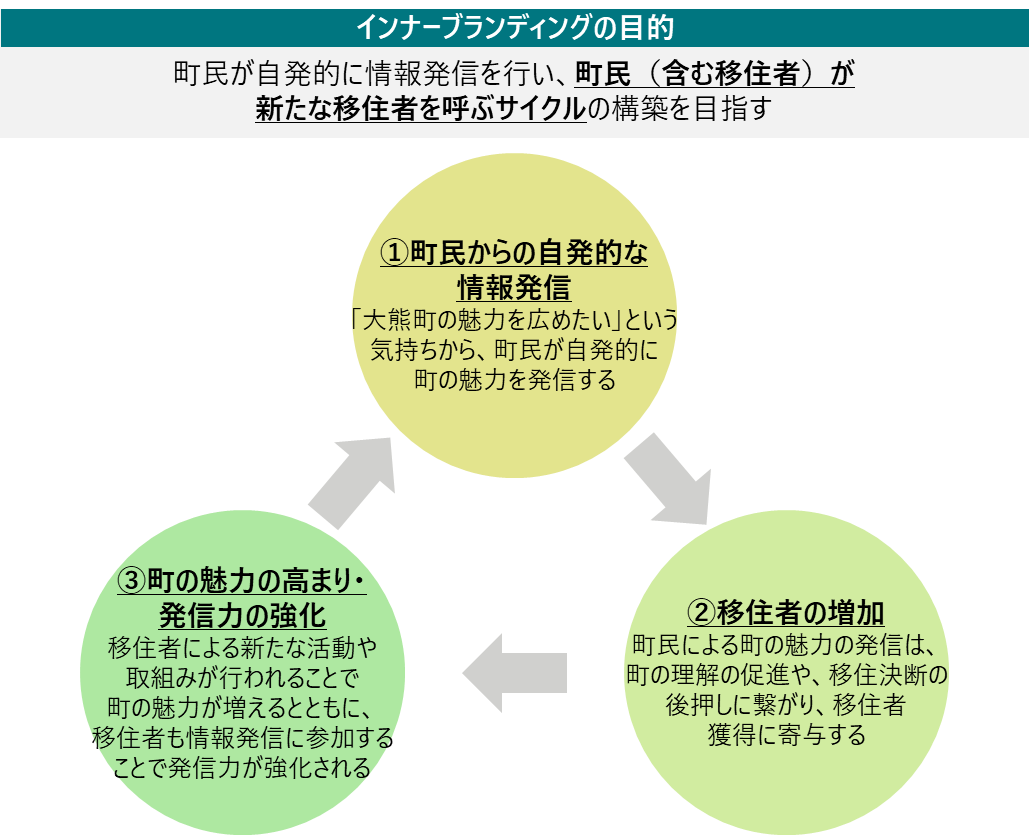 インナーブランディングの目的
町民が自発的に情報発信を行い、町民（含む移住者）が
新たな移住者を呼ぶサイクルの構築を目指す
①町民からの自発的な
情報発信
「大熊町の魅力を広めたい」という
気持ちから、町民が自発的に
町の魅力を発信する
②移住者の増加
町民による町の魅力の発信は、
町の理解の促進や、移住決断の
後押しに繋がり、移住者
獲得に寄与する
③町の魅力の高まり・
発信力の強化
移住者による新たな活動や
取組みが行われることで
町の魅力が増えるとともに、
移住者も情報発信に参加する
ことで発信力が強化される